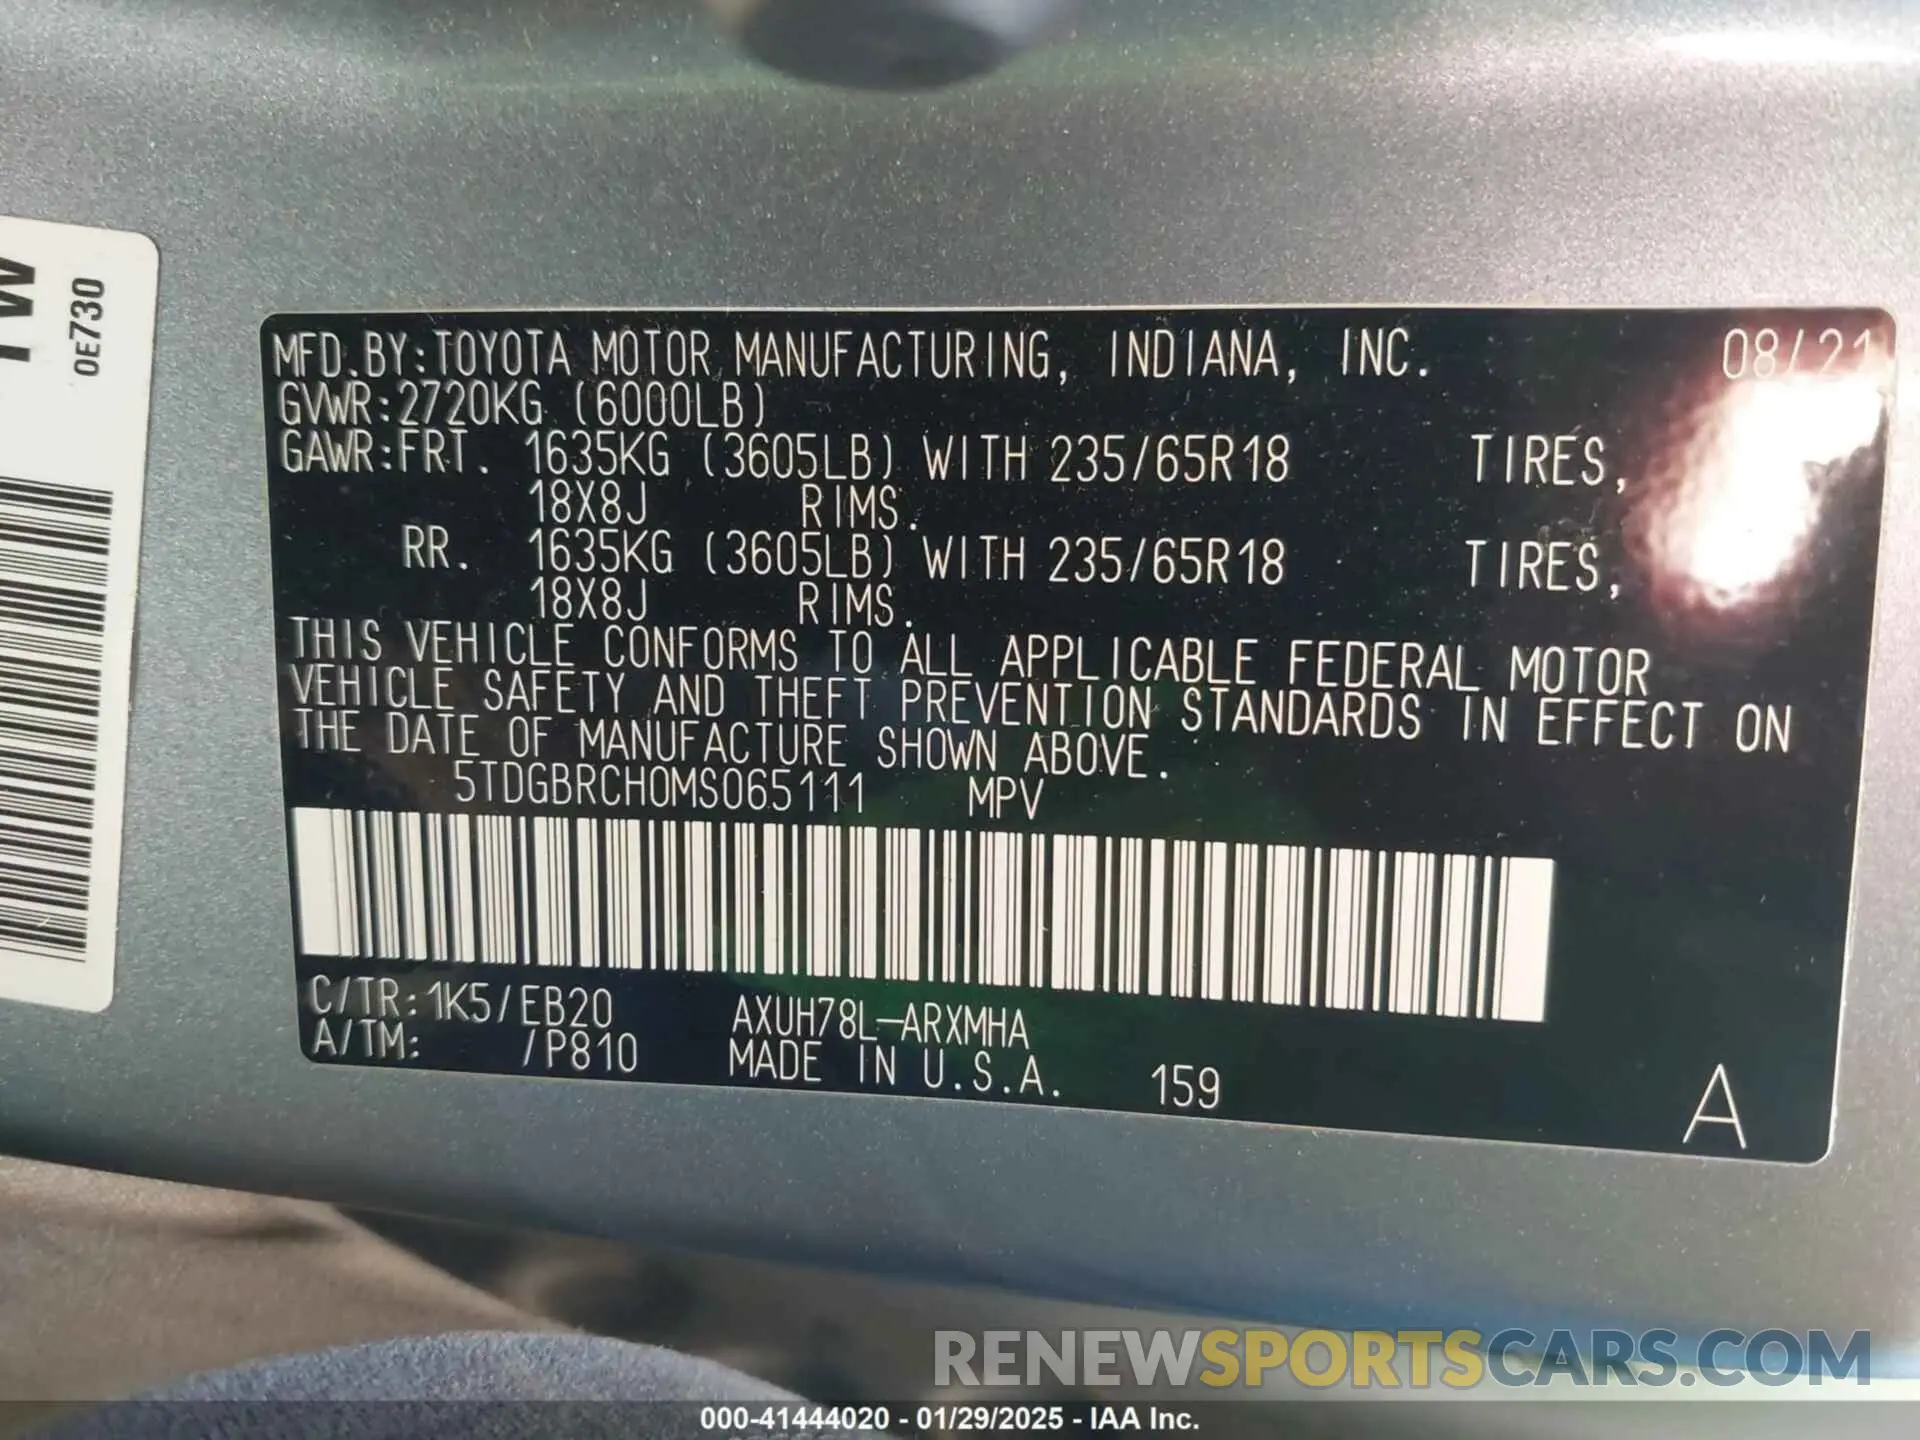 MFD.BY:TOYOTA MOTOR MANUFACTURING, INDIANA, INC. 08/21
GVWR:2720KG (6000LB)
GAWR:FRT. 1635KG (3605LB) WITH 235/65R18 TIRES,
18X8J RIMS.
RR. 1635KG (3605LB) WITH 235/65R18 TIRES,
18X8J RIMS.
THIS VEHICLE CONFORMS TO ALL APPLICABLE FEDERAL MOTOR
VEHICLE SAFETY AND THEFT PREVENTION STANDARDS IN EFFECT ON
THE DATE OF MANUFACTURE SHOWN ABOVE.
5TDGBRCH0MS065111 MPV
C/TR:1K5/EB20 AXUH78L-ARXMHA
A/TM: /P810 MADE IN U.S.A. 159
A
0E730
RENEWSPORTSCARS.COM
000-41444020 - 01/29/2025 - IAA Inc.